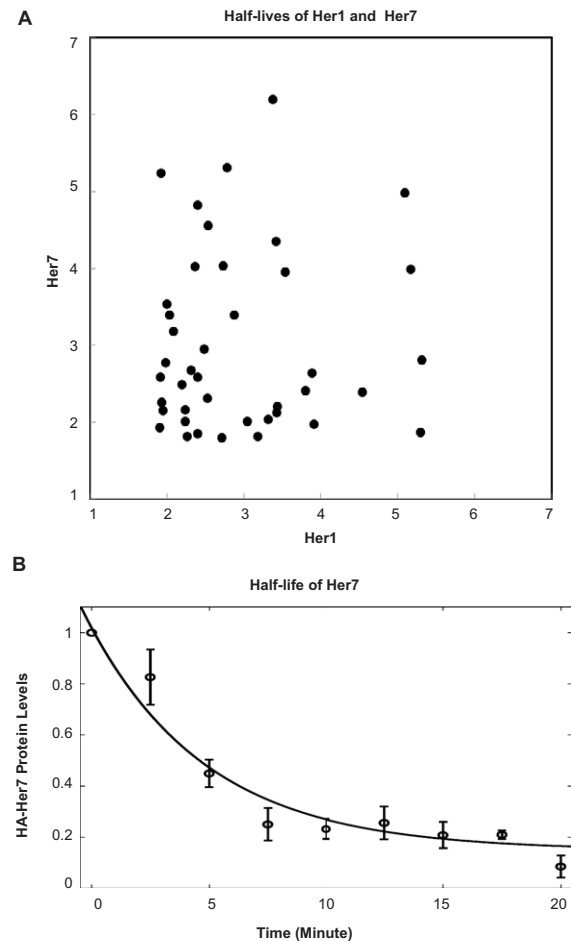 A
Half-lives of Her1 and Her7
7
6
5
4
3
2
1
Her7
1 2 3 4 5 6 7
Her1
B
Half-life of Her7
1
0.8
0.6
0.4
0.2
0
HA-Her7 Protein Levels
0 5 10 15 20
Time (Minute)